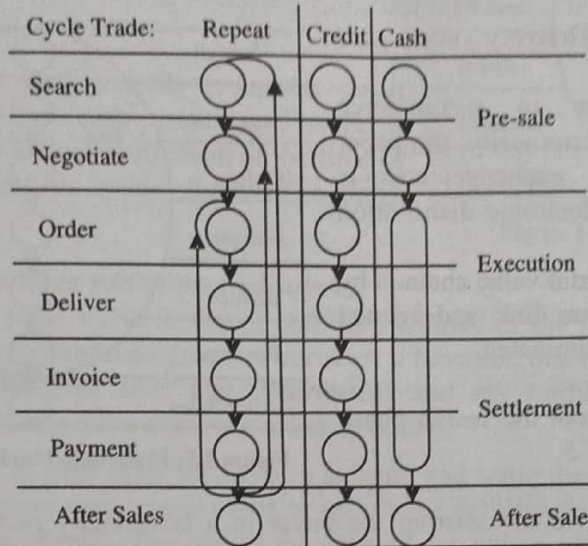 Cycle Trade: Repeat Credit Cash
Search
Pre-sale
Negotiate
Order
Execution
Deliver
Invoice
Settlement
Payment
After Sales After Sale